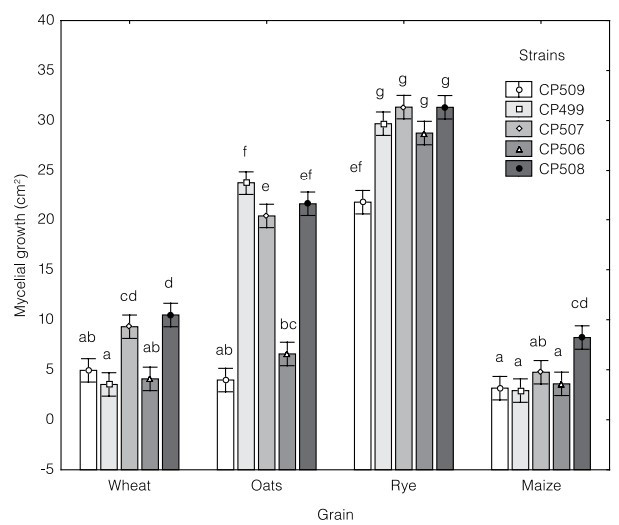 40
35
30
25
20
15
10
5
0
-5
Mycelial growth (cm²)
Strains
CP509
CP499
CP507
CP506
CP508
ab
a
cd
ab
d
ab
f
e
bc
ef
ef
g
g
g
g
a
a
ab
a
cd
Wheat
Oats
Rye
Maize
Grain